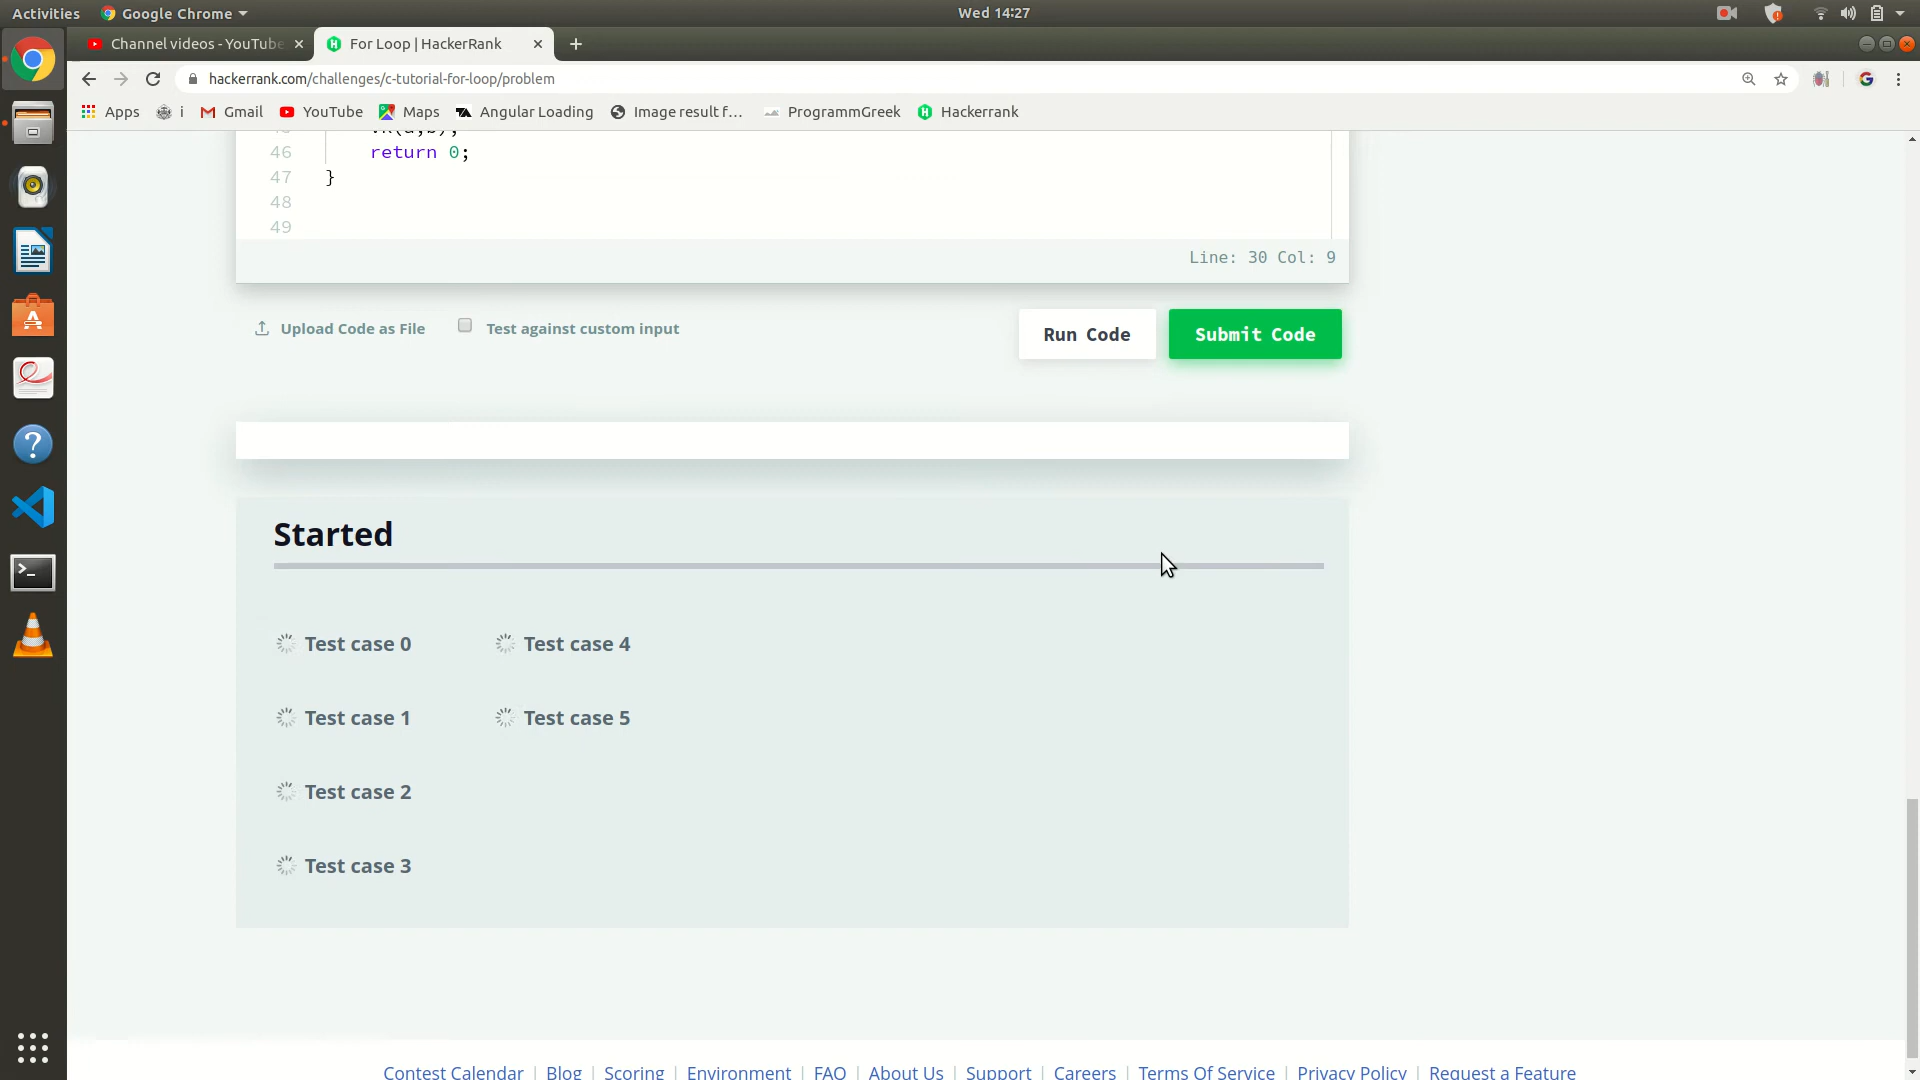 Activities Google Chrome Wed 14:27
Channel videos - YouTube For Loop | HackerRank
hackerrank.com/challenges/c-tutorial-for-loop/problem
Apps i Gmail YouTube Maps Angular Loading Image result f... ProgrammGreek Hackerrank
46 return 0;
47 }
48
49
Line: 30 Col: 9
Upload Code as File Test against custom input Run Code Submit Code
Started
Test case 0 Test case 4
Test case 1 Test case 5
Test case 2
Test case 3
Contest Calendar | Blog | Scoring | Environment | FAQ | About Us | Support | Careers | Terms Of Service | Privacy Policy | Request a Feature